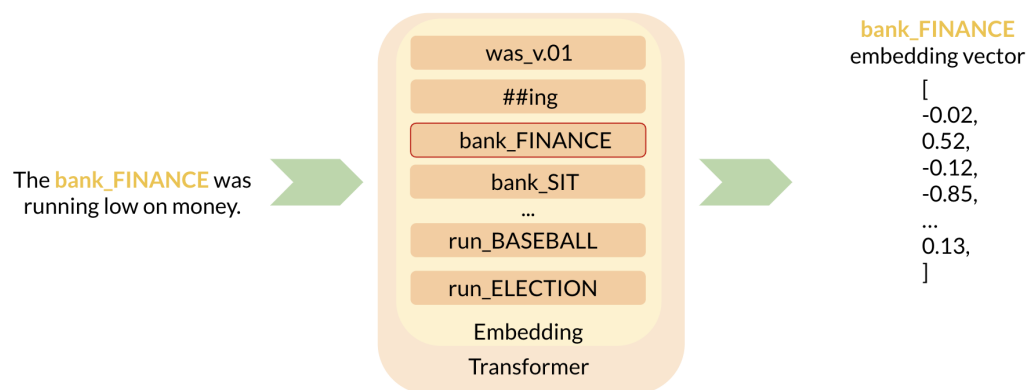 The bank_FINANCE was
running low on money.
was_v.01
##ing
bank_FINANCE
bank_SIT
...
run_BASEBALL
run_ELECTION
Embedding
Transformer
bank_FINANCE
embedding vector
[
-0.02,
0.52,
-0.12,
-0.85,
...
0.13,
]